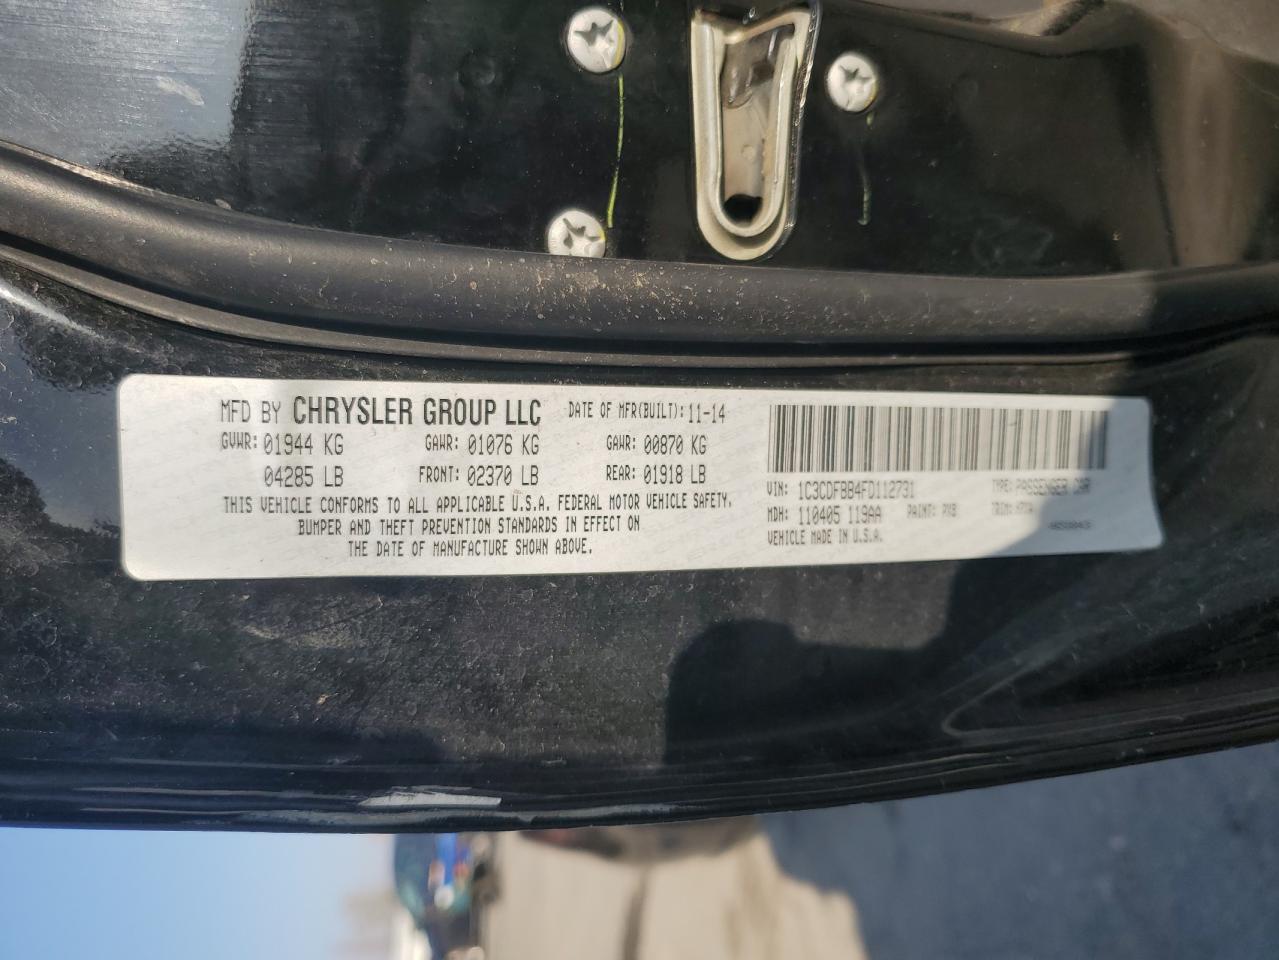 MFD BY CHRYSLER GROUP LLC DATE OF MFR(BUILT): 11-14
GVWR: 01944 KG GAWR: 01076 KG GAWR: 00870 KG
04285 LB FRONT: 02370 LB REAR: 01918 LB
THIS VEHICLE CONFORMS TO ALL APPLICABLE U.S.A. FEDERAL MOTOR VEHICLE SAFETY,
BUMPER AND THEFT PREVENTION STANDARDS IN EFFECT ON
THE DATE OF MANUFACTURE SHOWN ABOVE.
VIN: 1C3CDFBB4FD112731 TYPE: PASSENGER CAR
MDH: 110405 119AA PAINT: PX8 TRIM:
VEHICLE MADE IN U.S.A.